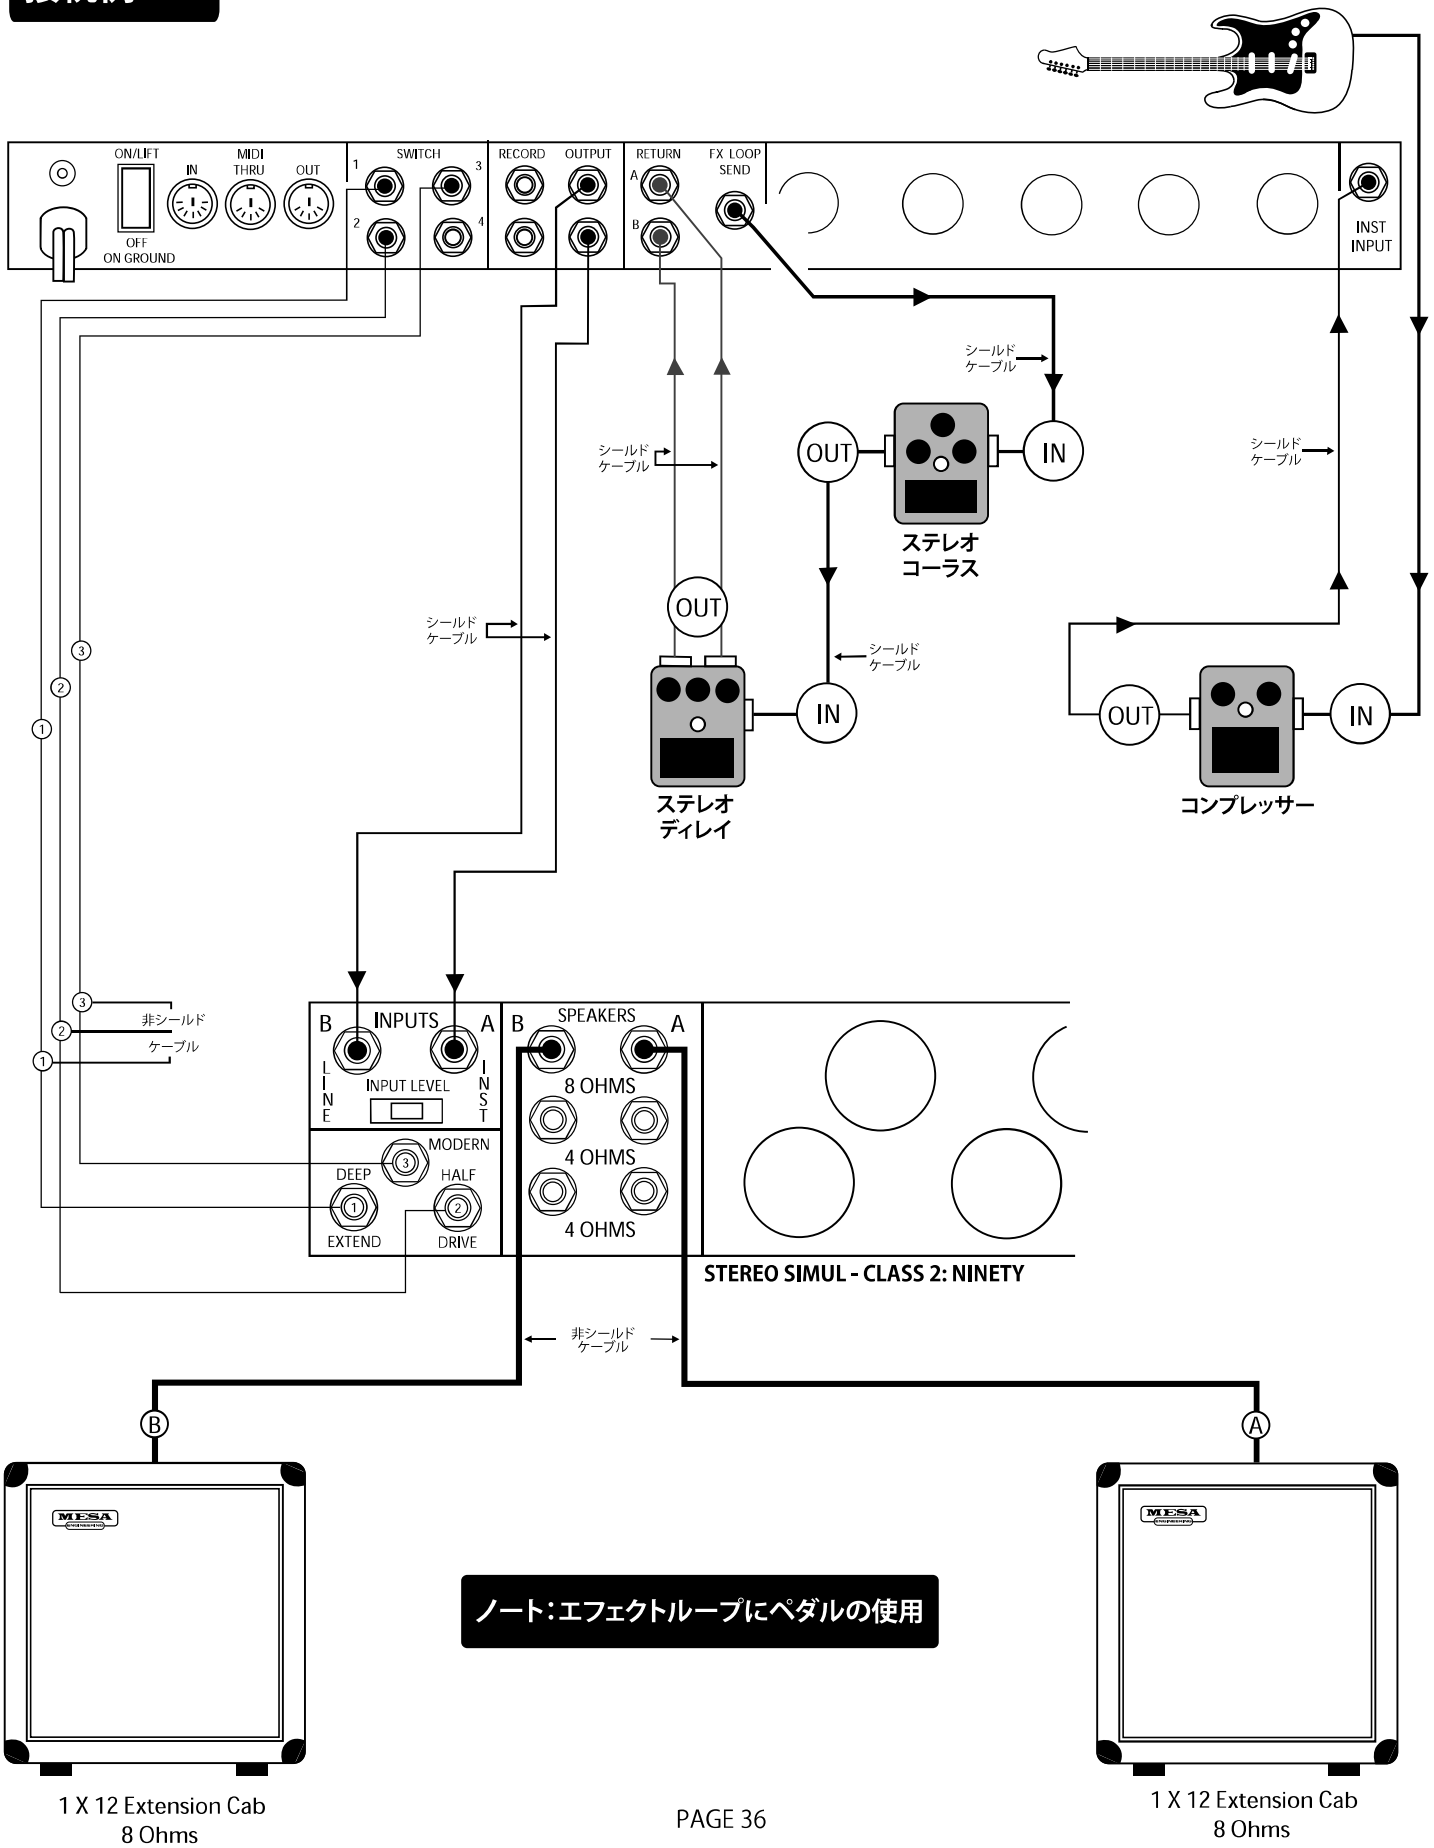 ON/LIFT
OFF
ON GROUND
MIDI
IN
THRU
OUT
SWITCH
1
3
2
4
RECORD
OUTPUT
RETURN
A
B
FX LOOP
SEND
INST
INPUT
シールド
ケーブル
シールド
ケーブル
シールド
ケーブル
OUT
IN
ステレオ
コーラス
OUT
シールド
ケーブル
シールド
ケーブル
IN
ステレオ
ディレイ
OUT
IN
コンプレッサー
3
2
1
3
2
1
非シールド
ケーブル
B
INPUTS
A
LINE
INST
INPUT LEVEL
MODERN
3
DEEP
HALF
1
2
EXTEND
DRIVE
B
SPEAKERS
A
8 OHMS
4 OHMS
4 OHMS
STEREO SIMUL - CLASS 2: NINETY
非シールド
ケーブル
B
A
MESA
ENGINEERING
MESA
ENGINEERING
ノート：エフェクトループにペダルの使用
1 X 12 Extension Cab
8 Ohms
PAGE 36
1 X 12 Extension Cab
8 Ohms